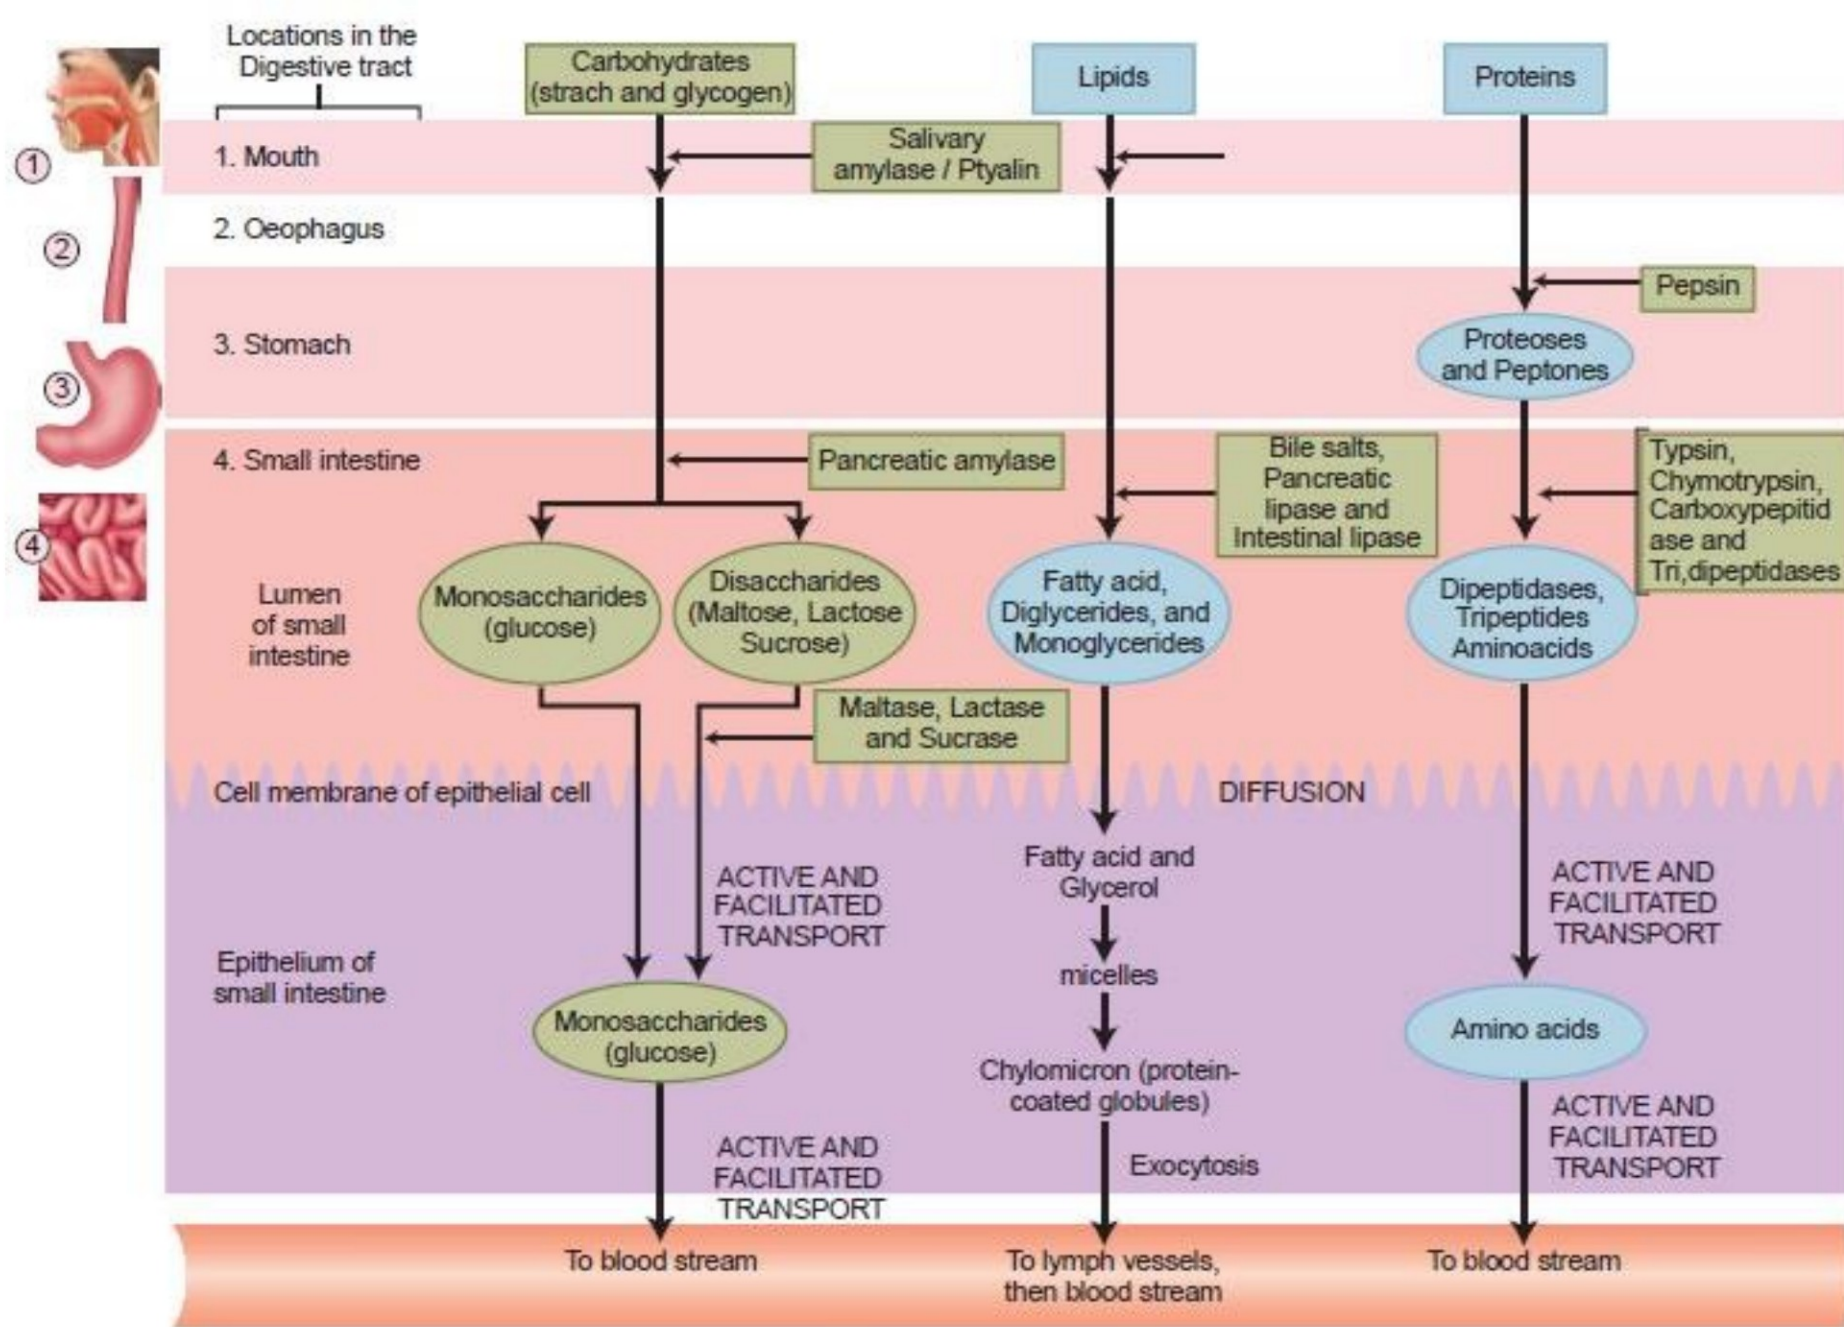 Locations in the
Digestive tract
Carbohydrates
(strach and glycogen)
Lipids
Proteins
1
1. Mouth
Salivary
amylase / Ptyalin
2
2. Oeophagus
Pepsin
3
3. Stomach
Proteoses
and Peptones
4
4. Small intestine
Pancreatic amylase
Bile salts,
Pancreatic
lipase and
Intestinal lipase
Typsin,
Chymotrypsin,
Carboxypepitid
ase and
Tri,dipeptidases
Lumen
of small
intestine
Monosaccharides
(glucose)
Disaccharides
(Maltose, Lactose
Sucrose)
Fatty acid,
Diglycerides, and
Monoglycerides
Dipeptidases,
Tripeptides
Aminoacids
Maltase, Lactase
and Sucrase
Cell membrane of epithelial cell
DIFFUSION
ACTIVE AND
FACILITATED
TRANSPORT
Fatty acid and
Glycerol
ACTIVE AND
FACILITATED
TRANSPORT
Epithelium of
small intestine
micelles
Monosaccharides
(glucose)
Chylomicron (protein-
coated globules)
Amino acids
ACTIVE AND
FACILITATED
TRANSPORT
Exocytosis
ACTIVE AND
FACILITATED
TRANSPORT
To blood stream
To lymph vessels,
then blood stream
To blood stream